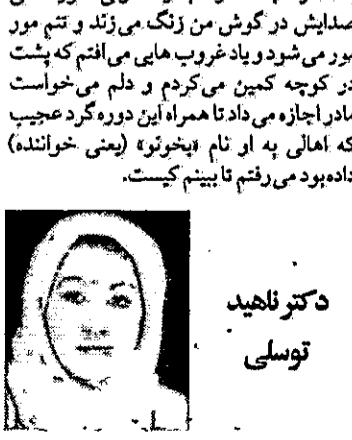 صدایش در گوش من زنگ می‌زند و تنم مور
مور می‌شود و یاد غروب هایی می‌افتم که پشت
در کوچه کمین می‌کردم و دلم می‌خواست
مادر اجازه می‌داد تا همراه این دوره گرد عجیب
که اهالی به او نام «بخونو» (یعنی خواننده)
داده‌بود می‌رفتم تا ببینم کیست.
دکتر ناهید
توسلی